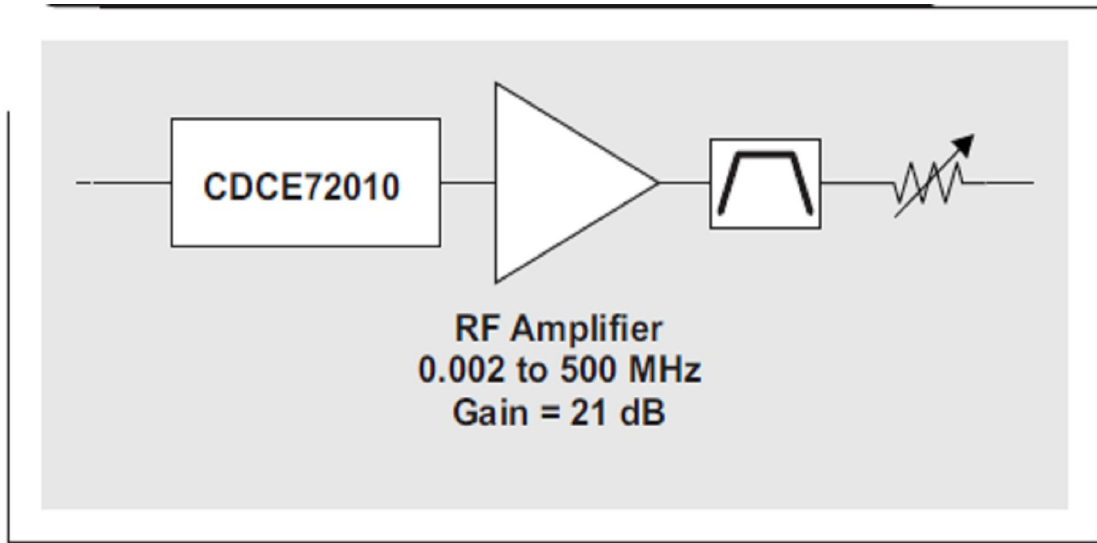 CDCE72010
RF Amplifier
0.002 to 500 MHz
Gain = 21 dB